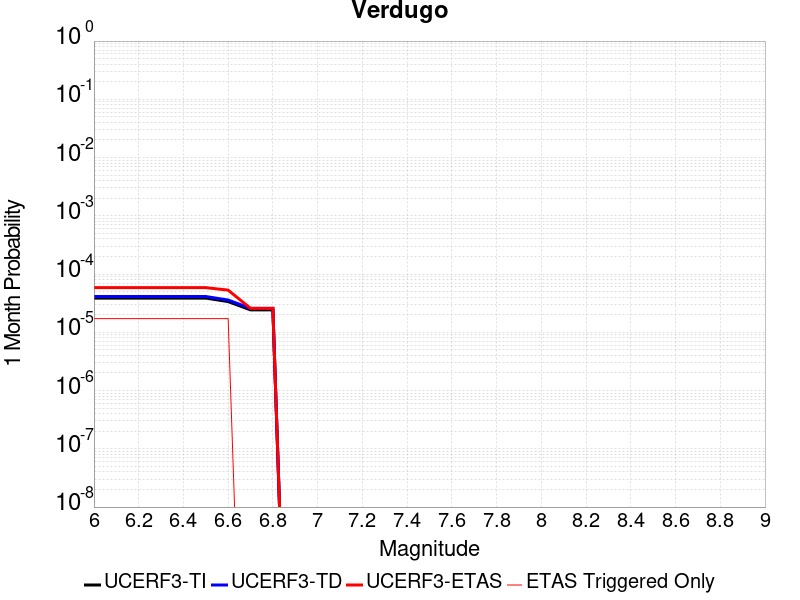 Verdugo
1 Month Probability
10^0
10^-1
10^-2
10^-3
10^-4
10^-5
10^-6
10^-7
10^-8
6 6.2 6.4 6.6 6.8 7 7.2 7.4 7.6 7.8 8 8.2 8.4 8.6 8.8 9
Magnitude
UCERF3-TI UCERF3-TD UCERF3-ETAS ETAS Triggered Only